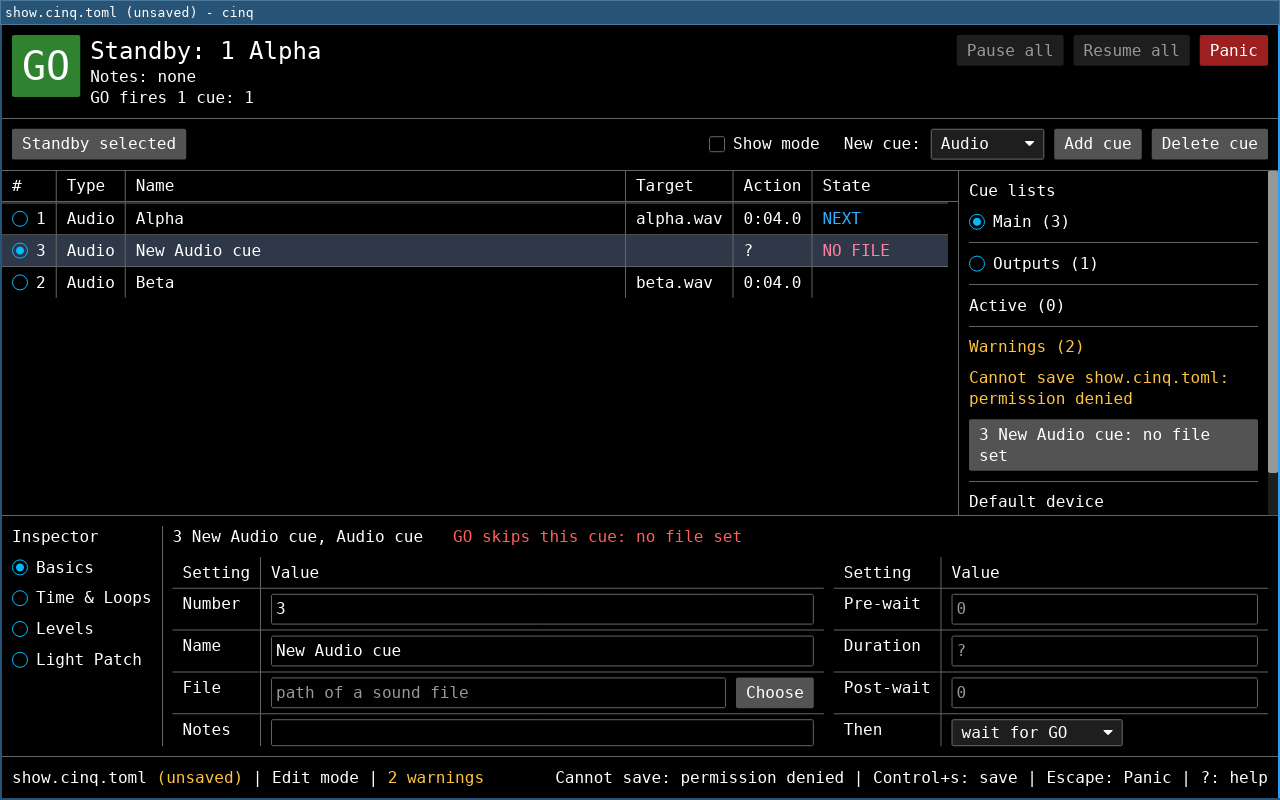 show.cinq.toml (unsaved) - cinq
GO
Standby: 1 Alpha
Notes: none
GO fires 1 cue: 1
Pause all
Resume all
Panic
Standby selected
Show mode
New cue:
Audio
Add cue
Delete cue
# Type Name Target Action State
1 Audio Alpha alpha.wav 0:04.0 NEXT
3 Audio New Audio cue ? NO FILE
2 Audio Beta beta.wav 0:04.0
Cue lists
Main (3)
Outputs (1)
Active (0)
Warnings (2)
Cannot save show.cinq.toml:
permission denied
3 New Audio cue: no file
set
Default device
Inspector
Basics
Time & Loops
Levels
Light Patch
3 New Audio cue, Audio cue GO skips this cue: no file set
Setting Value
Number 3
Name New Audio cue
File path of a sound file Choose
Notes
Setting Value
Pre-wait 0
Duration ?
Post-wait 0
Then wait for GO
show.cinq.toml (unsaved) | Edit mode | 2 warnings
Cannot save: permission denied | Control+s: save | Escape: Panic | ?: help